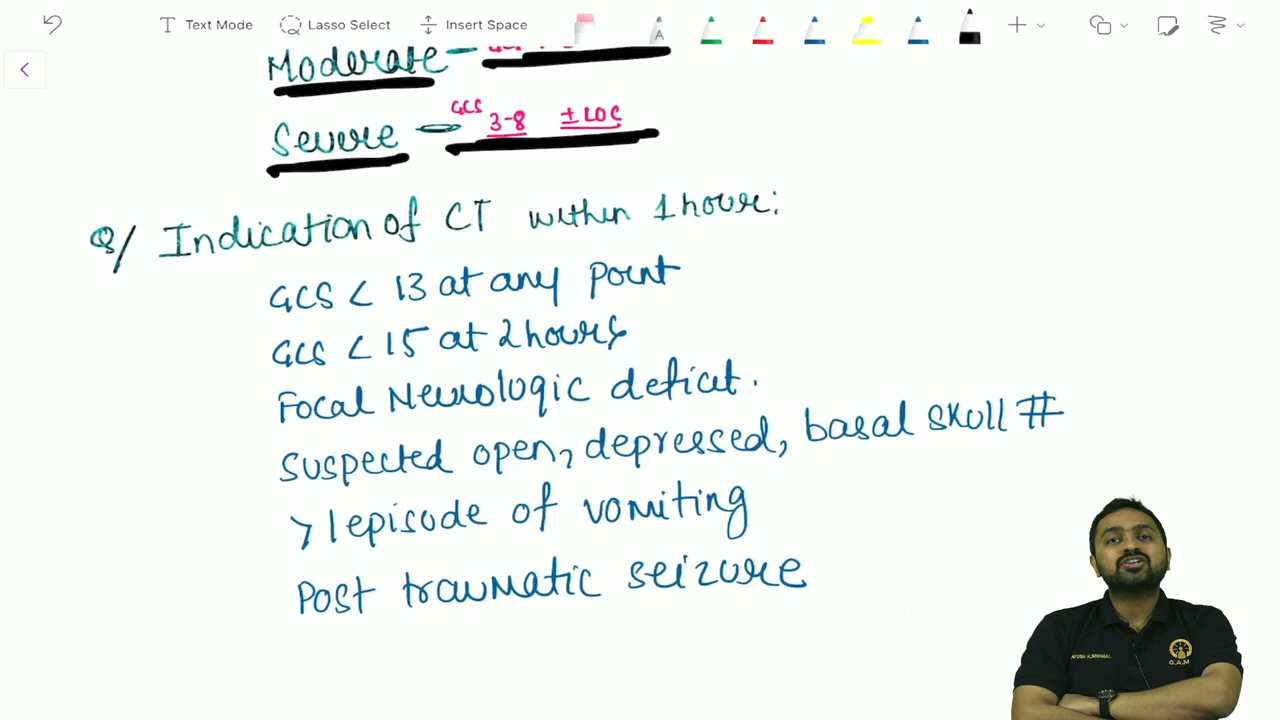 Text Mode Lasso Select Insert Space
A
Moderate -
Severe - GCS 3-8 ± LOC
Q/ Indication of CT within 1 hour:
GCS < 13 at any point
GCS < 15 at 2 hours
Focal Neurologic deficit.
suspected open, depressed, basal skull #
> 1 episode of vomiting
Post traumatic seizure
G.A.M